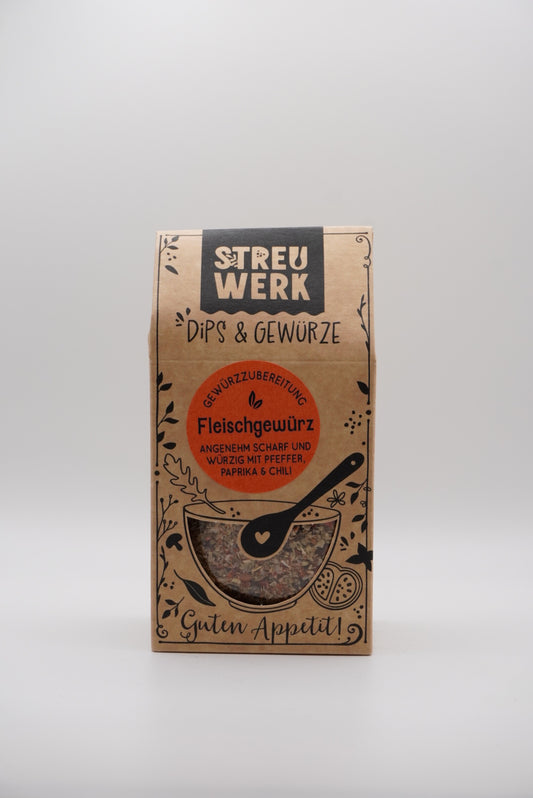 STREU
WERK
DiPS & GEWÜRZE
GEWÜRZZUBEREITUNG
Fleischgewürz
ANGENEHM SCHARF UND
WÜRZIG MIT PFEFFER,
PAPRIKA & CHILI
Guten Appetit!